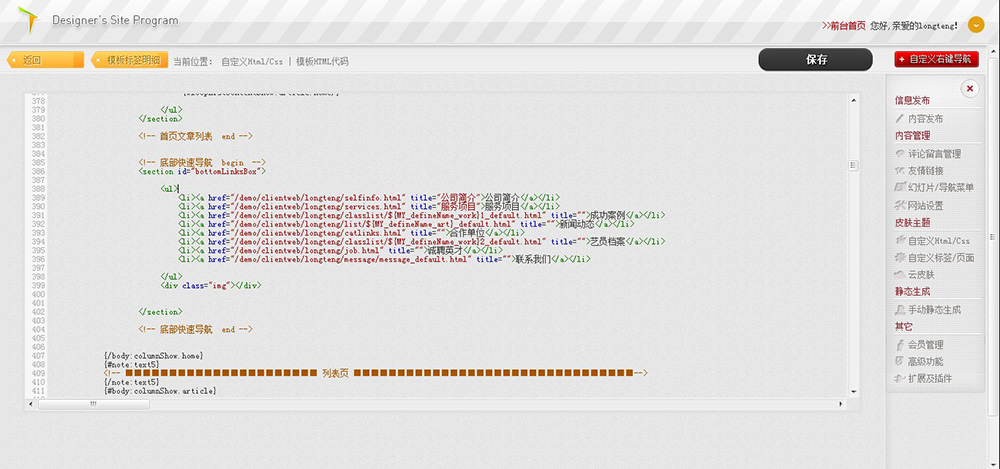 Designer's Site Program
>>前台首页 您好,亲爱的longteng!
返回 模板标签明细 当前位置: 自定义Html/Css | 模板HTML代码 保存 + 自定义右键导航
378
379 </ul>
380 </section>
381
382 <!-- 首页文章列表 end -->
383
384
385 <!-- 底部快速导航 begin -->
386 <section id="bottomLinksBox">
387
388 <ul>
389 <li><a href="/demo/clientweb/longteng/selfinfo.html" title="公司简介">公司简介</a></li>
390 <li><a href="/demo/clientweb/longteng/services.html" title="服务项目">服务项目</a></li>
391 <li><a href="/demo/clientweb/longteng/classlist/${MY_defineName_work}1_default.html" title="">成功案例</a></li>
392 <li><a href="/demo/clientweb/longteng/list/${MY_defineName_art}_default.html" title="">新闻动态</a></li>
393 <li><a href="/demo/clientweb/longteng/catlinks.html" title="">合作单位</a></li>
394 <li><a href="/demo/clientweb/longteng/classlist/${MY_defineName_work}2_default.html" title="">艺员档案</a></li>
395 <li><a href="/demo/clientweb/longteng/job.html" title="">诚聘英才</a></li>
396 <li><a href="/demo/clientweb/longteng/message/message_default.html" title="">联系我们</a></li>
397
398 </ul>
399 <div class="img"></div>
400
401
402 </section>
403
404 <!-- 底部快速导航 end -->
405
406
407 {/body:columnShow.home}
408 {#note:text5}
409 <!-- ■■■■■■■■■■■■■■■■■■■■■■ 列表页 ■■■■■■■■■■■■■■■■■■■■■■■■■■■■■■■■-->
410 {/note:text5}
411 {#body:columnShow.article}
信息发布
内容发布
内容管理
评论留言管理
友情链接
幻灯片/导航菜单
网站设置
皮肤主题
自定义Html/Css
自定义标签/页面
云皮肤
静态生成
手动静态生成
其它
会员管理
高级功能
扩展及插件